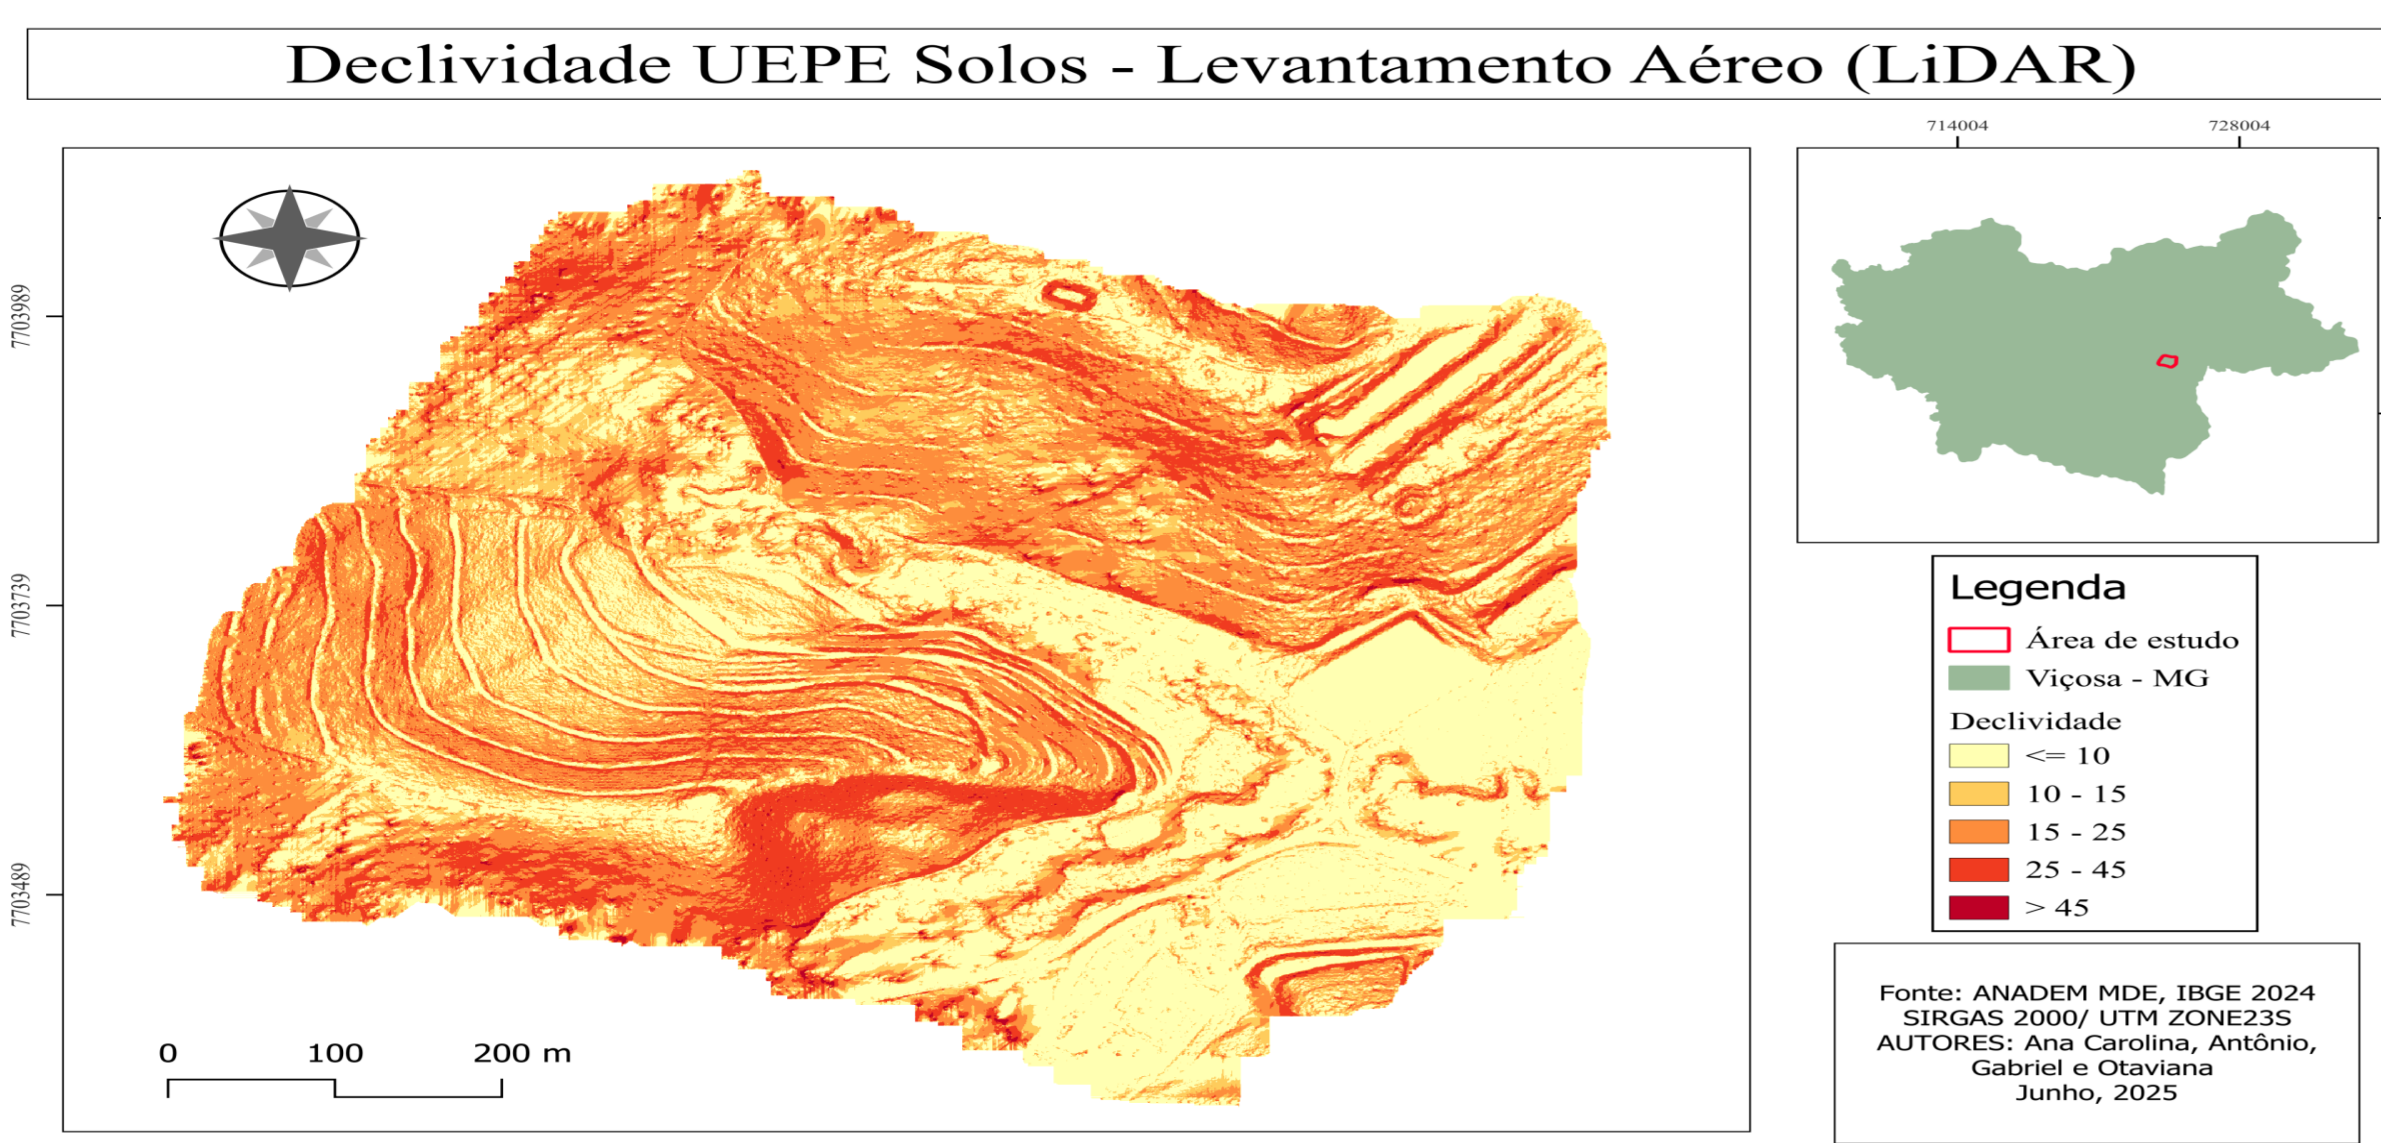 Declividade UEPE Solos - Levantamento Aéreo (LiDAR)
714004
728004
7703989
7703739
7703489
0 100 200 m
Legenda
Área de estudo
Viçosa - MG
Declividade
<= 10
10 - 15
15 - 25
25 - 45
> 45
Fonte: ANADEM MDE, IBGE 2024
SIRGAS 2000/ UTM ZONE23S
AUTORES: Ana Carolina, Antônio,
Gabriel e Otaviana
Junho, 2025